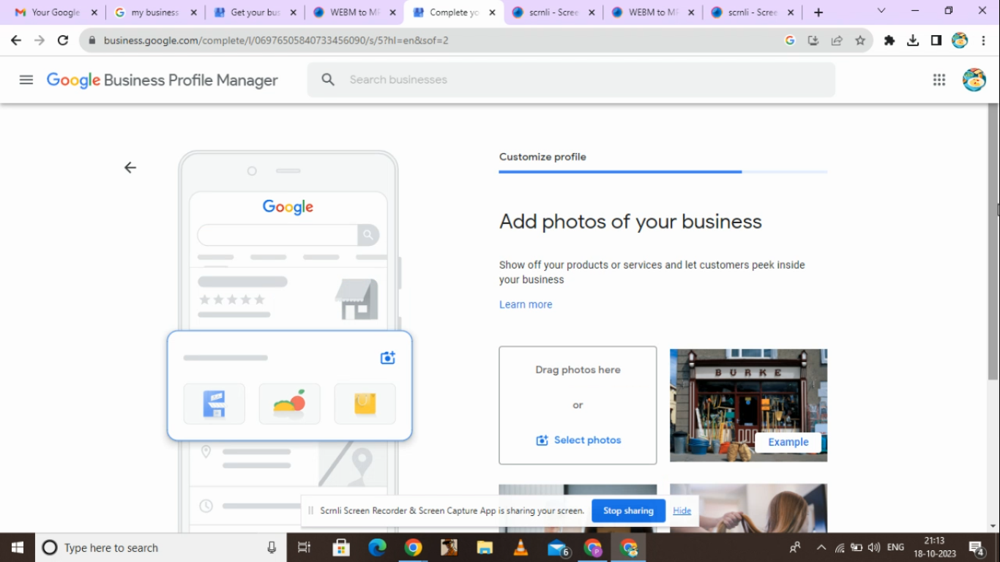 Your Google
my business
Get your bus
WEBM to MP
Complete yo
scrnli - Scree
WEBM to MP
scrnli - Scree
business.google.com/complete/l/06976505840733456090/s/5?hl=en&sof=2
Google Business Profile Manager
Search businesses
Customize profile
Google
Add photos of your business
Show off your products or services and let customers peek inside
your business
Learn more
Drag photos here
or
Select photos
BURKE
Example
Scrnli Screen Recorder & Screen Capture App is sharing your screen.
Stop sharing
Hide
Type here to search
6
P
ENG
21:13
18-10-2023
4